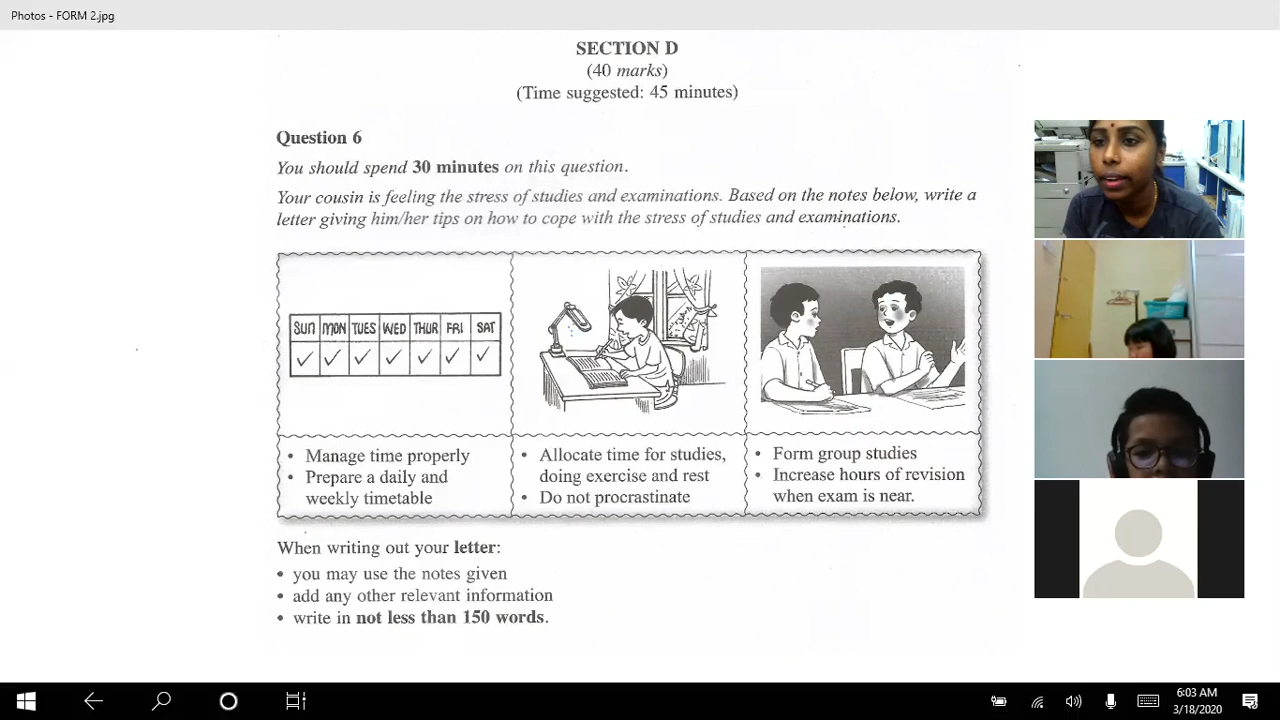 Photos - FORM 2.jpg
SECTION D
(40 marks)
(Time suggested: 45 minutes)
Question 6
You should spend 30 minutes on this question.
Your cousin is feeling the stress of studies and examinations. Based on the notes below, write a
letter giving him/her tips on how to cope with the stress of studies and examinations.
SUN MON TUES WED THUR FRI SAT
• Manage time properly
• Prepare a daily and
weekly timetable
• Allocate time for studies,
doing exercise and rest
• Do not procrastinate
• Form group studies
• Increase hours of revision
when exam is near.
When writing out your letter:
• you may use the notes given
• add any other relevant information
• write in not less than 150 words.
6:03 AM
3/18/2020